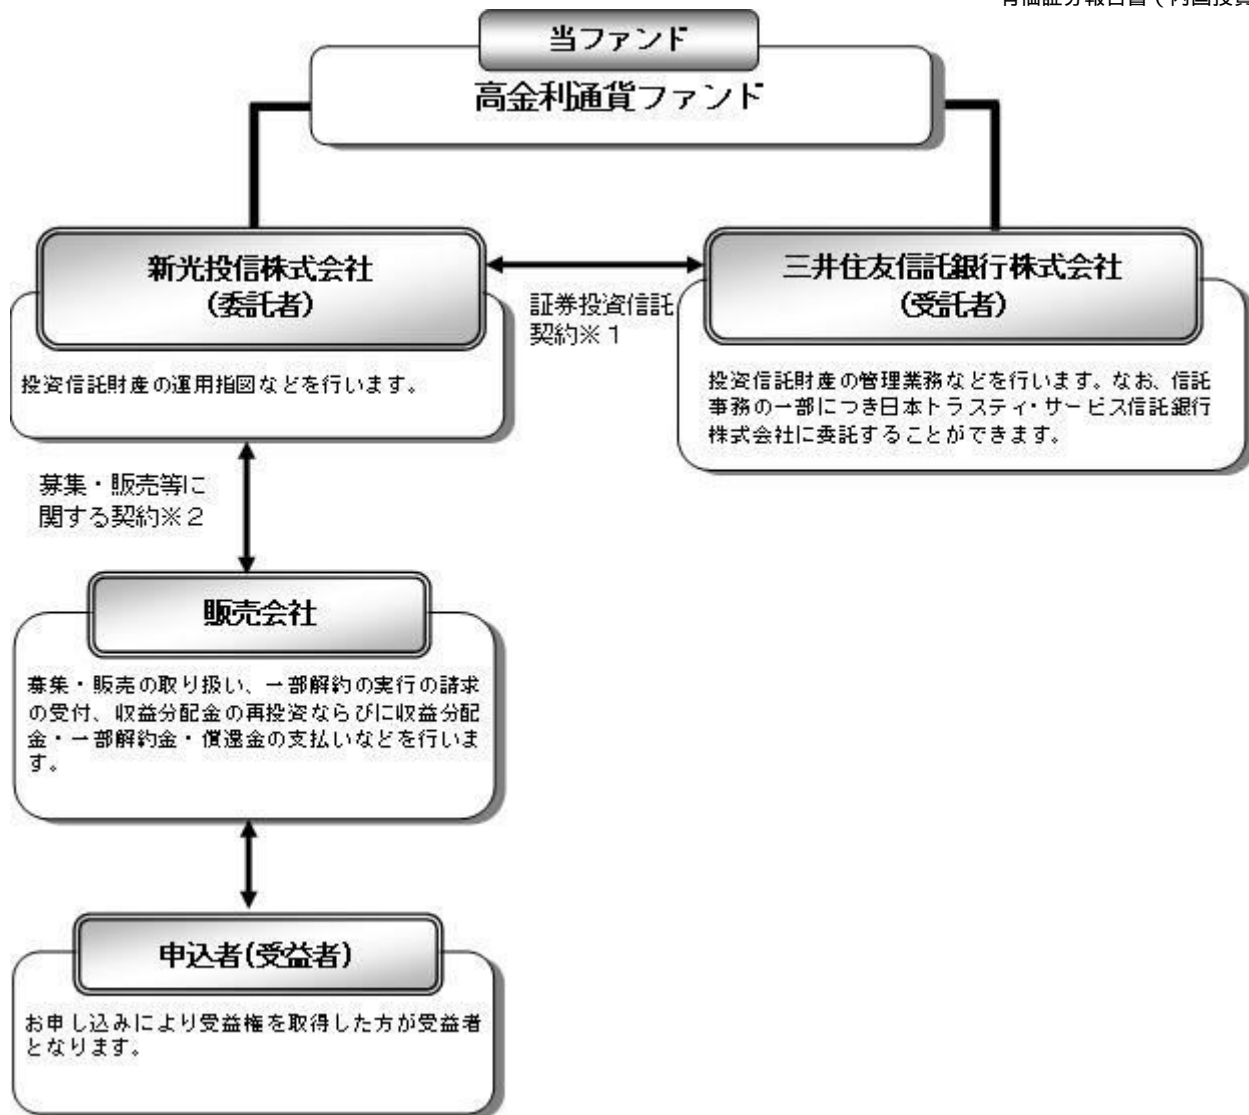 当ファンド
高金利通貨ファンド
新光投信株式会社
(委託者)
投資信託財産の運用指図などを行います。
証券投資信託
契約※1
三井住友信託銀行株式会社
(受託者)
投資信託財産の管理業務などを行います。なお、信託
事務の一部につき日本トラスティ・サービス信託銀行
株式会社に委託することができます。
募集・販売等に
関する契約※2
販売会社
募集・販売の取り扱い、一部解約の実行の請求
の受付、収益分配金の再投資ならびに収益分配
金・一部解約金・償還金の支払いなどを行いま
す。
申込者(受益者)
お申し込みにより受益権を取得した方が受益者
となります。